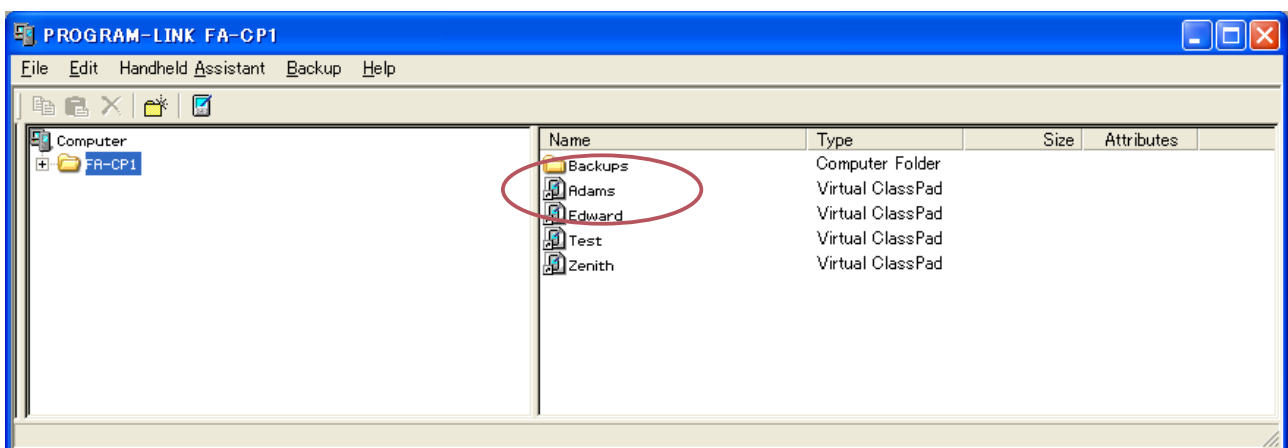 PROGRAM-LINK FA-CP1
File Edit Handheld Assistant Backup Help
Computer
FA-CP1
Name Type Size Attributes
Backups Computer Folder
Adams Virtual ClassPad
Edward Virtual ClassPad
Test Virtual ClassPad
Zenith Virtual ClassPad